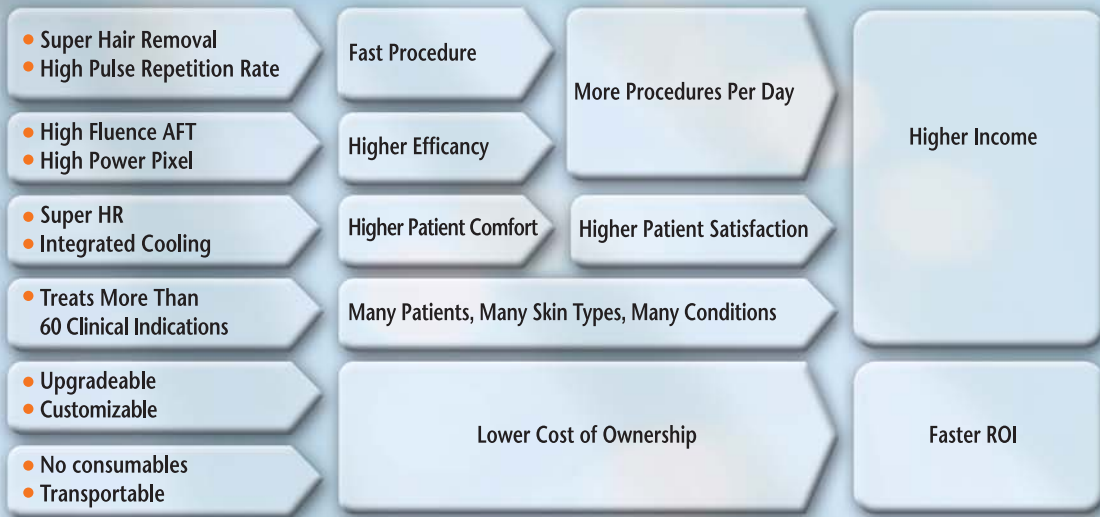 • Super Hair Removal
• High Pulse Repetition Rate
Fast Procedure
More Procedures Per Day
Higher Income
• High Fluence AFT
• High Power Pixel
Higher Efficancy
• Super HR
• Integrated Cooling
Higher Patient Comfort
Higher Patient Satisfaction
• Treats More Than
60 Clinical Indications
Many Patients, Many Skin Types, Many Conditions
• Upgradeable
• Customizable
Lower Cost of Ownership
Faster ROI
• No consumables
• Transportable